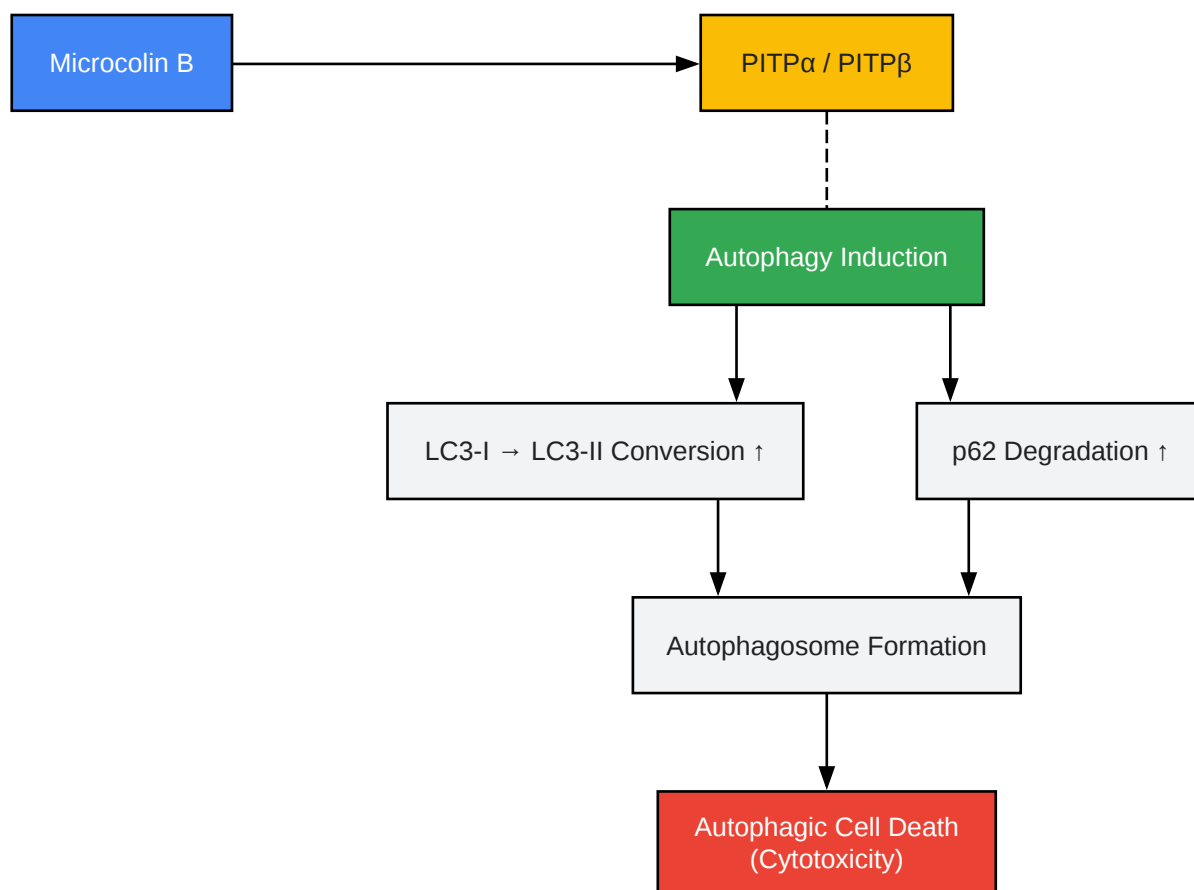 Microcolin B
PITPα / PITPβ
Autophagy Induction
LC3-I → LC3-II Conversion ↑
p62 Degradation ↑
Autophagosome Formation
Autophagic Cell Death
(Cytotoxicity)